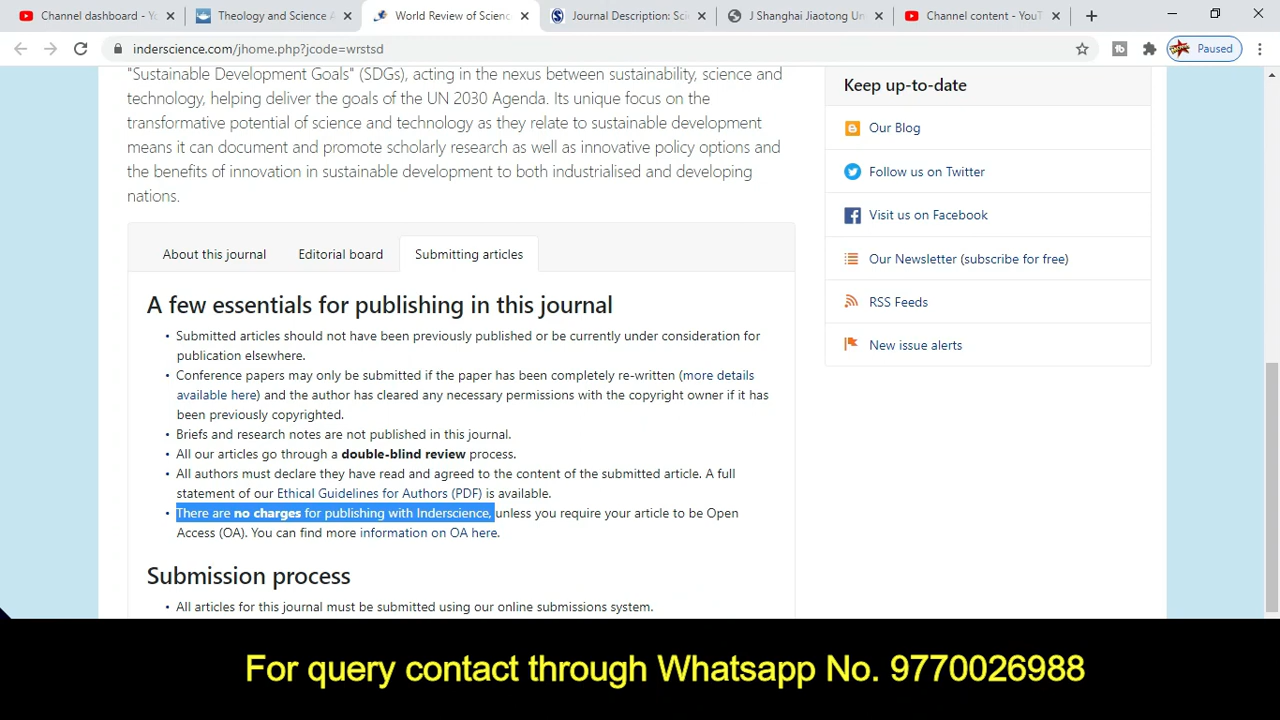 Channel dashboard - Yo
Theology and Science A
World Review of Scienc
Journal Description: Sci
J Shanghai Jiaotong Un
Channel content - YouT
inderscience.com/jhome.php?jcode=wrstsd
Paused
"Sustainable Development Goals" (SDGs), acting in the nexus between sustainability, science and
technology, helping deliver the goals of the UN 2030 Agenda. Its unique focus on the
transformative potential of science and technology as they relate to sustainable development
means it can document and promote scholarly research as well as innovative policy options and
the benefits of innovation in sustainable development to both industrialised and developing
nations.
About this journal
Editorial board
Submitting articles
A few essentials for publishing in this journal
• Submitted articles should not have been previously published or be currently under consideration for
publication elsewhere.
• Conference papers may only be submitted if the paper has been completely re-written (more details
available here) and the author has cleared any necessary permissions with the copyright owner if it has
been previously copyrighted.
• Briefs and research notes are not published in this journal.
• All our articles go through a double-blind review process.
• All authors must declare they have read and agreed to the content of the submitted article. A full
statement of our Ethical Guidelines for Authors (PDF) is available.
• There are no charges for publishing with Inderscience, unless you require your article to be Open
Access (OA). You can find more information on OA here.
Submission process
• All articles for this journal must be submitted using our online submissions system.
Keep up-to-date
Our Blog
Follow us on Twitter
Visit us on Facebook
Our Newsletter (subscribe for free)
RSS Feeds
New issue alerts
For query contact through Whatsapp No. 9770026988